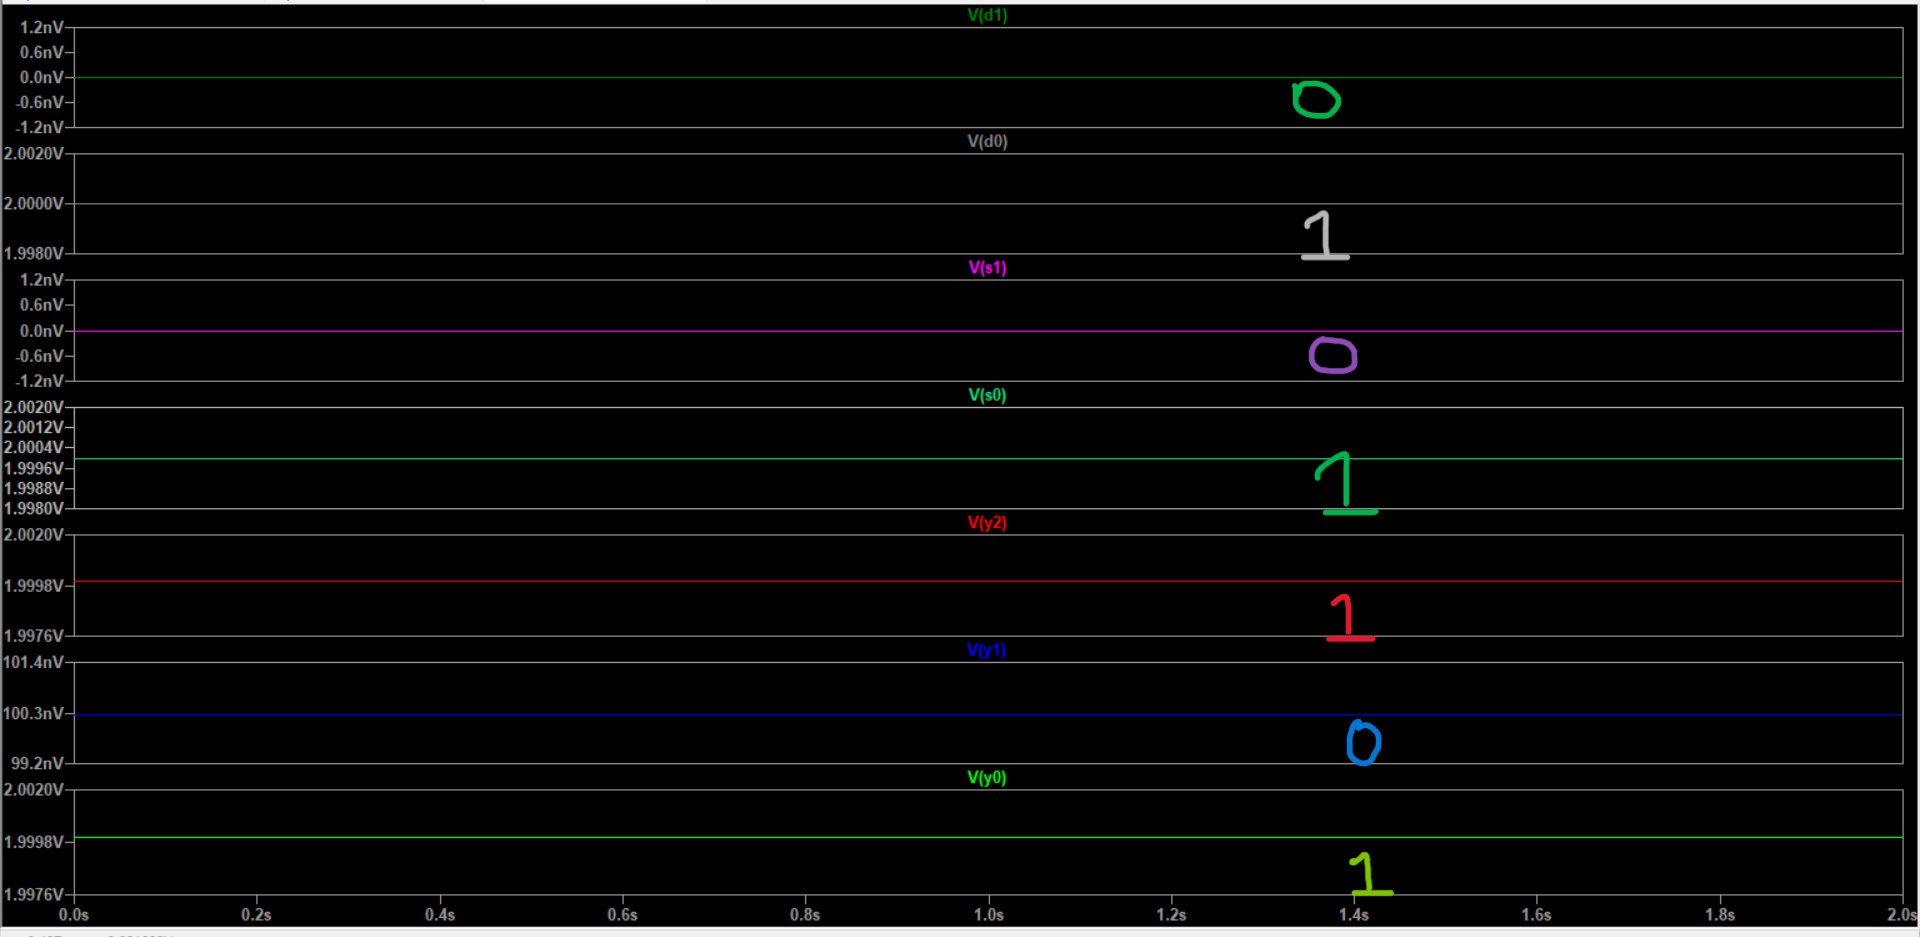 V(d1)
1.2nV
0.6nV
0.0nV
-0.6nV
-1.2nV
0
V(d0)
2.0020V
2.0000V
1.9980V
1
V(s1)
1.2nV
0.6nV
0.0nV
-0.6nV
-1.2nV
0
V(s0)
2.0020V
2.0012V
2.0004V
1.9996V
1.9988V
1.9980V
1
V(y2)
2.0020V
1.9998V
1.9976V
1
V(y1)
101.4nV
100.3nV
99.2nV
0
V(y0)
2.0020V
1.9998V
1.9976V
1
0.0s 0.2s 0.4s 0.6s 0.8s 1.0s 1.2s 1.4s 1.6s 1.8s 2.0s